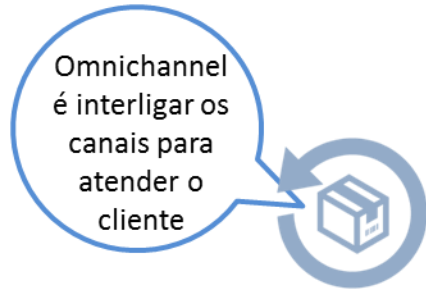 Omnichannel
é interligar os
canais para
atender o
cliente